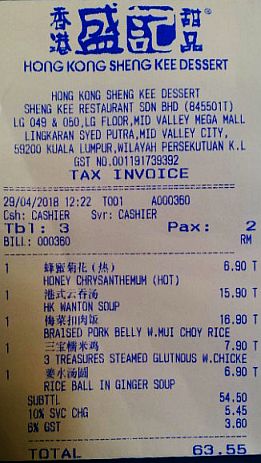 香港 盛記 甜品
HONG KONG SHENG KEE DESSERT
HONG KONG SHENG KEE DESSERT
SHENG KEE RESTAURANT SDN BHD (845501T)
LG 049 & 050,LG FLOOR,MID VALLEY MEGA MALL
LINGKARAN SYED PUTRA,MID VALLEY CITY,
59200 KUALA LUMPUR,WILAYAH PERSEKUTUAN K.L
GST NO.001191739392
TAX INVOICE
29/04/2018 12:22 T001 A000360
Csh: CASHIER Svr: CASHIER
Tbl: 3 Pax: 2
BILL: 000360 RM
1 蜂蜜菊花(热) 6.90 T
HONEY CHRYSANTHEMUM (HOT)
1 港式云吞汤 15.90 T
HK WANTON SOUP
1 梅菜扣肉饭 16.90 T
BRAISED PORK BELLY W.MUI CHOY RICE
1 三宝糯米鸡 7.90 T
3 TREASURES STEAMED GLUTNOUS W.CHICKE
1 姜水汤圆 6.90 T
RICE BALL IN GINGER SOUP
SUBTTL 54.50
10% SVC CHG 5.45
6% GST 3.60
TOTAL 63.55